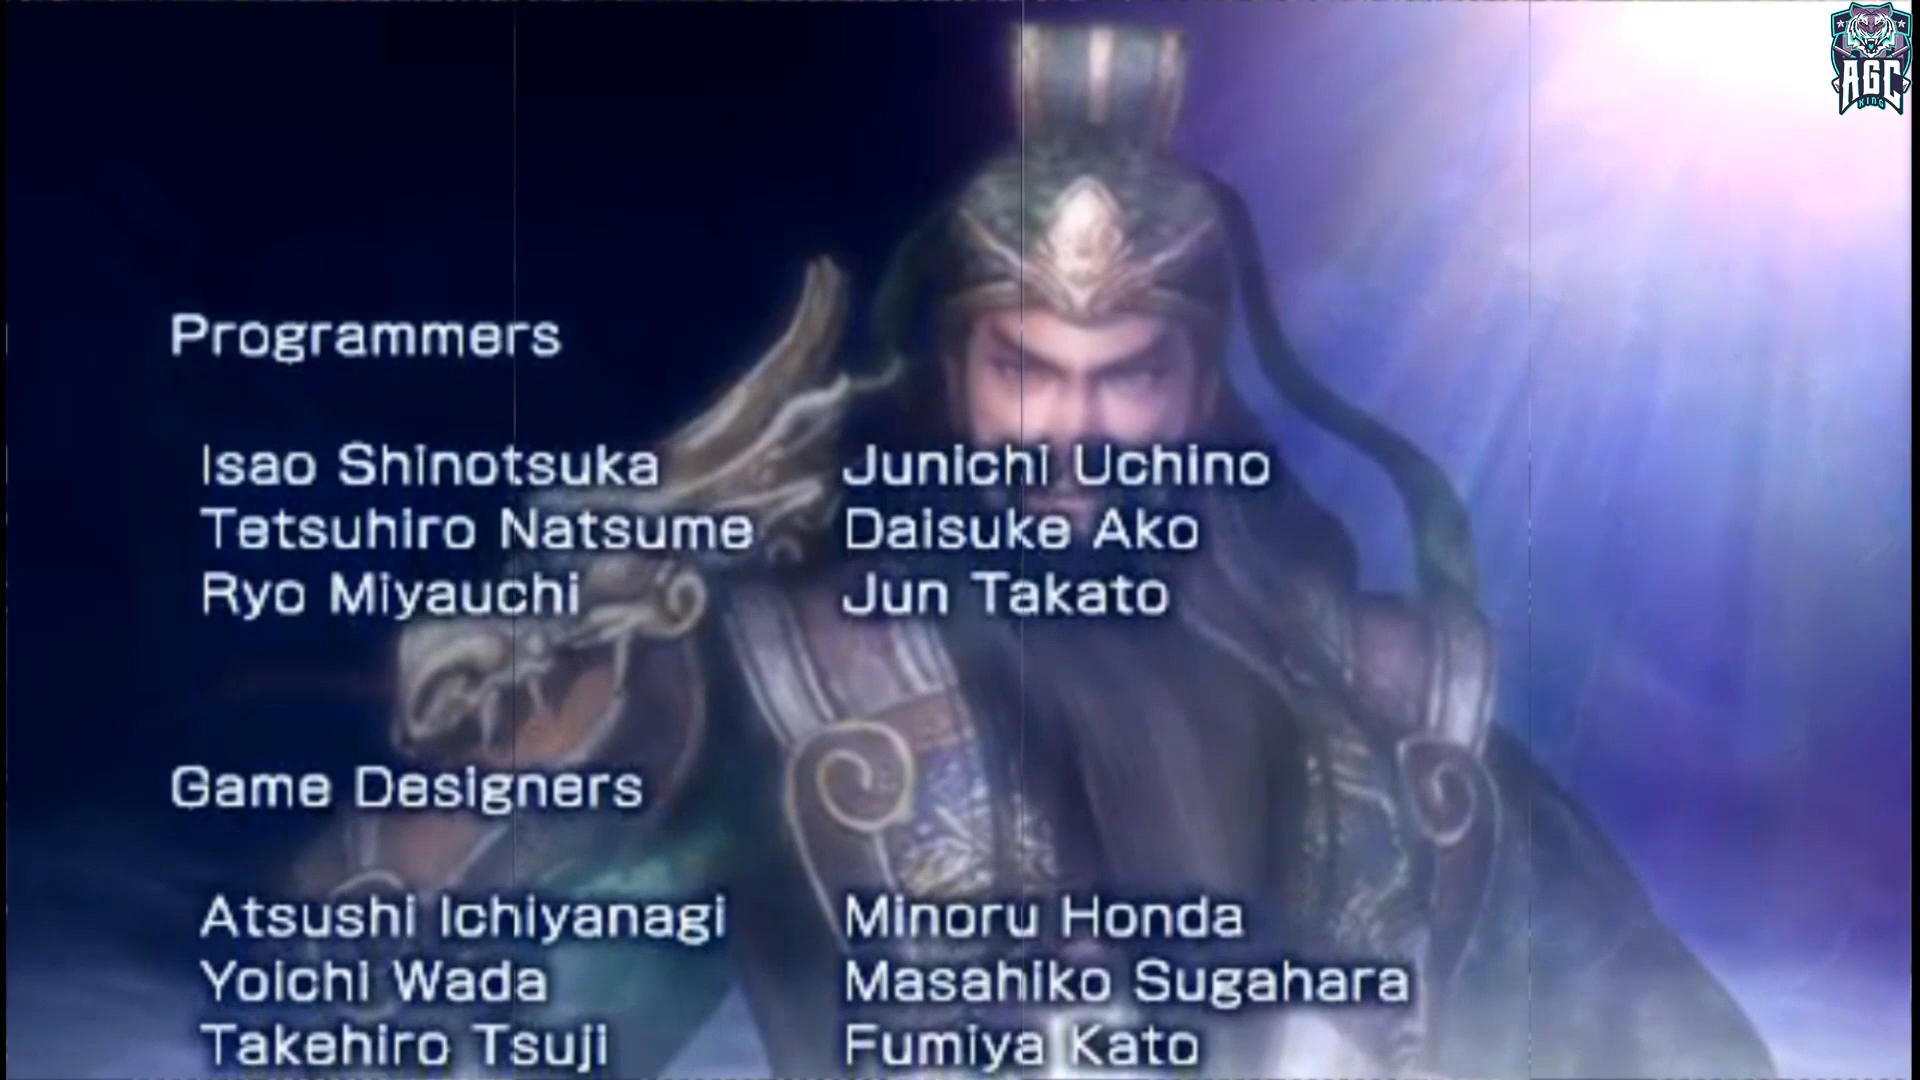 AGC
KING
Programmers
Isao Shinotsuka Junichi Uchino
Tetsuhiro Natsume Daisuke Ako
Ryo Miyauchi Jun Takato
Game Designers
Atsushi Ichiyanagi Minoru Honda
Yoichi Wada Masahiko Sugahara
Takehiro Tsuji Fumiya Kato